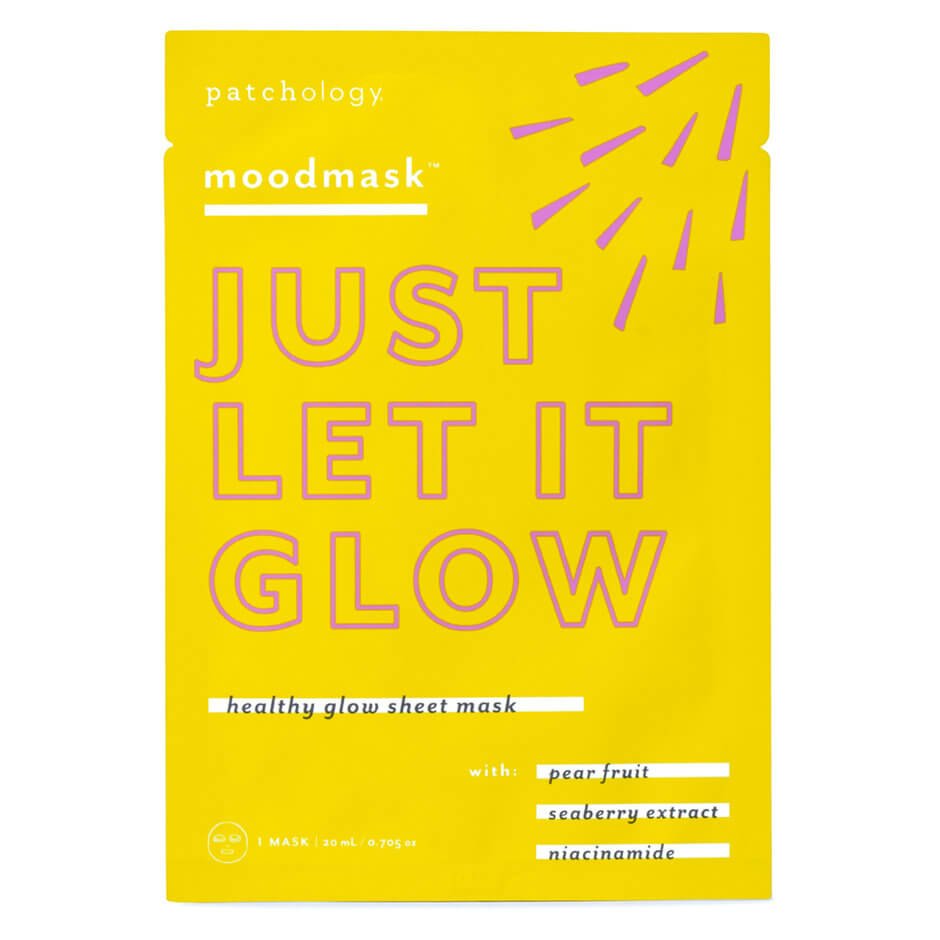 patchology.
moodmask™
JUST
LET IT
GLOW
healthy glow sheet mask
with: pear fruit
seaberry extract
niacinamide
1 MASK | 20 mL / 0.705 oz